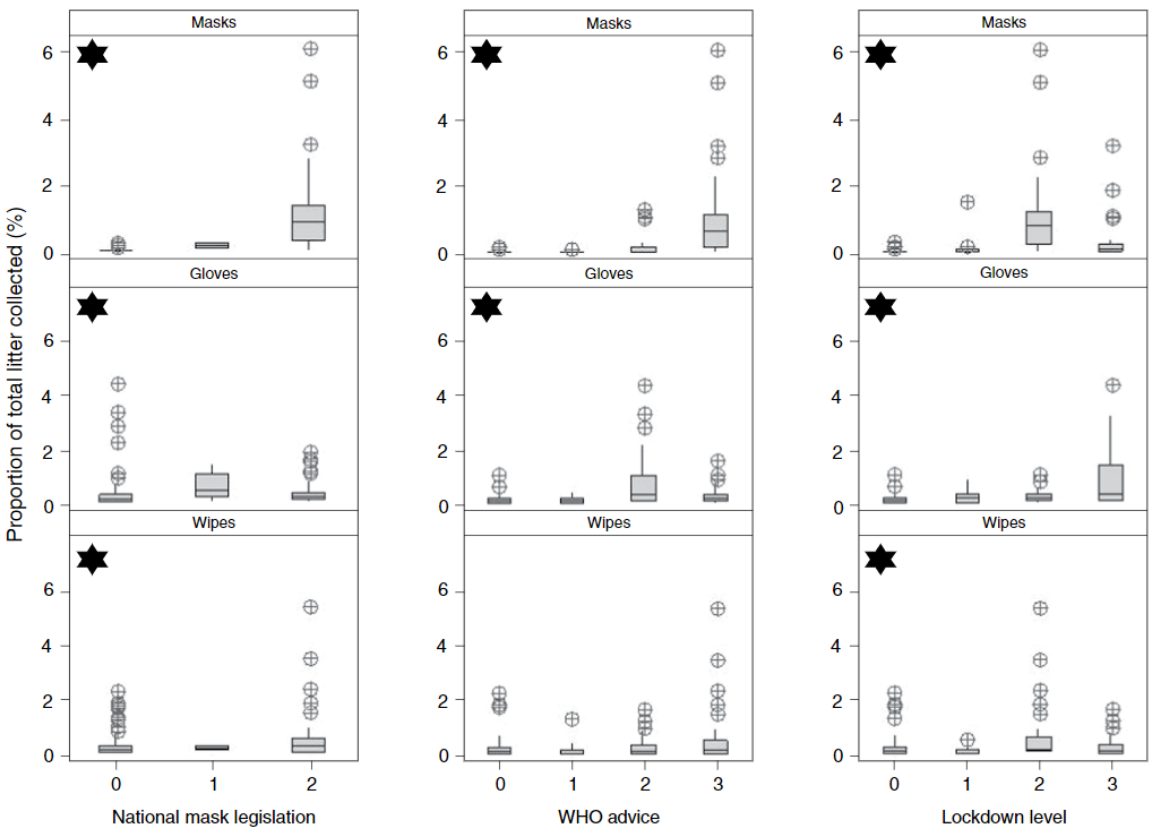 Masks Masks Masks
6 6 6
4 4 4
2 2 2
0 0 0
Gloves Gloves Gloves
6 6 6
4 4 4
2 2 2
0 0 0
Wipes Wipes Wipes
6 6 6
4 4 4
2 2 2
0 0 0
0 1 2 0 1 2 3 0 1 2 3
National mask legislation WHO advice Lockdown level
Proportion of total litter collected (%)